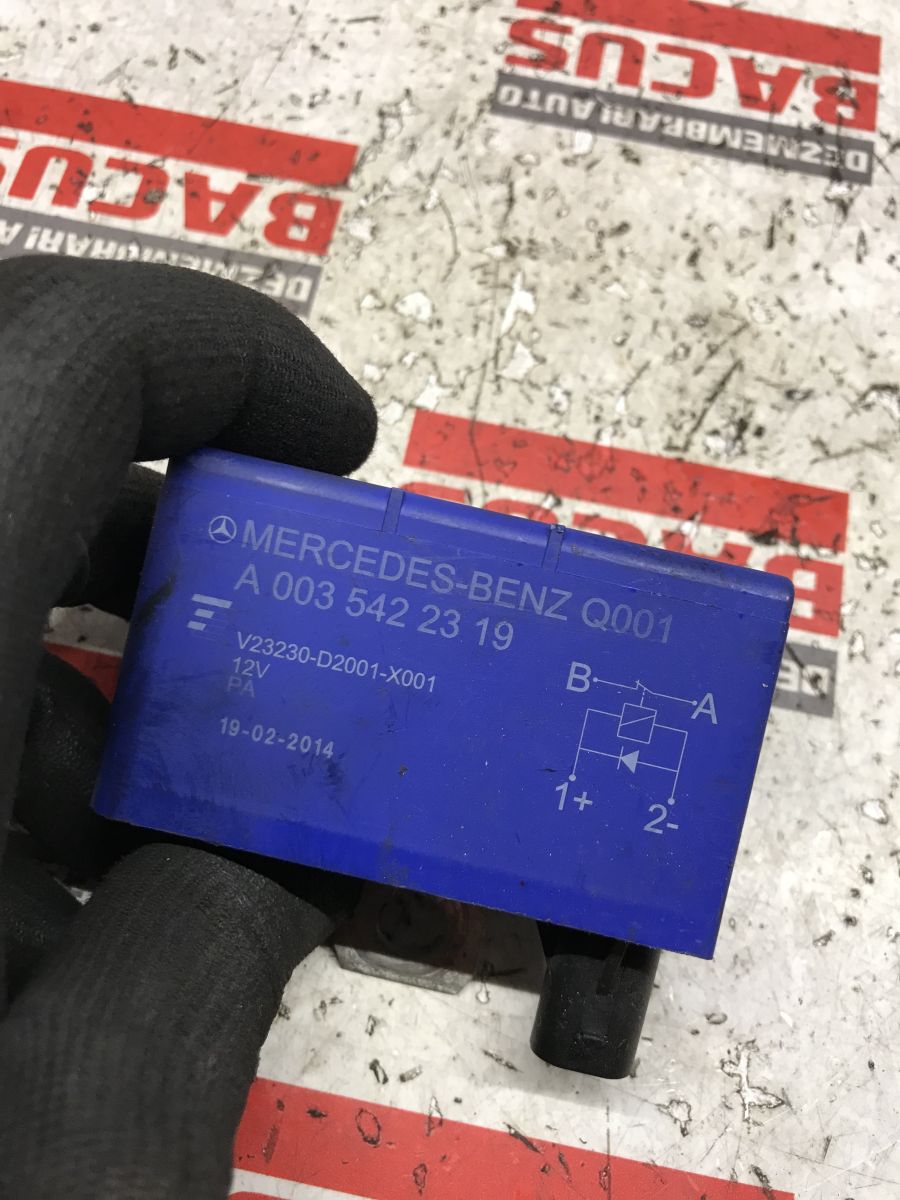 BACUS
DEZMEMBRARI AUTO
BACUS
DEZMEMBRARI A
MERCEDES-BENZ Q001
A 003 542 23 19
V23230-D2001-X001
12V
PA
19-02-2014
B
A
1+
2-